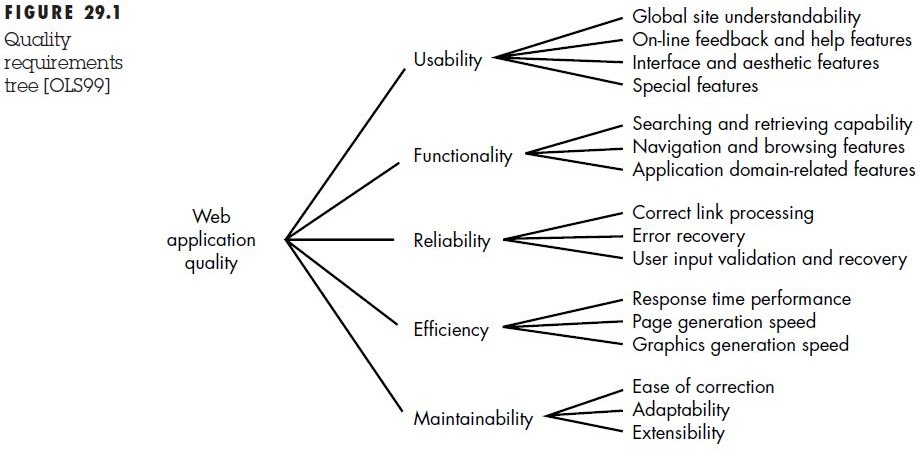 FIGURE 29.1
Quality
requirements
tree [OLS99]
Web
application
quality
Usability
Global site understandability
On-line feedback and help features
Interface and aesthetic features
Special features
Functionality
Searching and retrieving capability
Navigation and browsing features
Application domain-related features
Reliability
Correct link processing
Error recovery
User input validation and recovery
Efficiency
Response time performance
Page generation speed
Graphics generation speed
Maintainability
Ease of correction
Adaptability
Extensibility